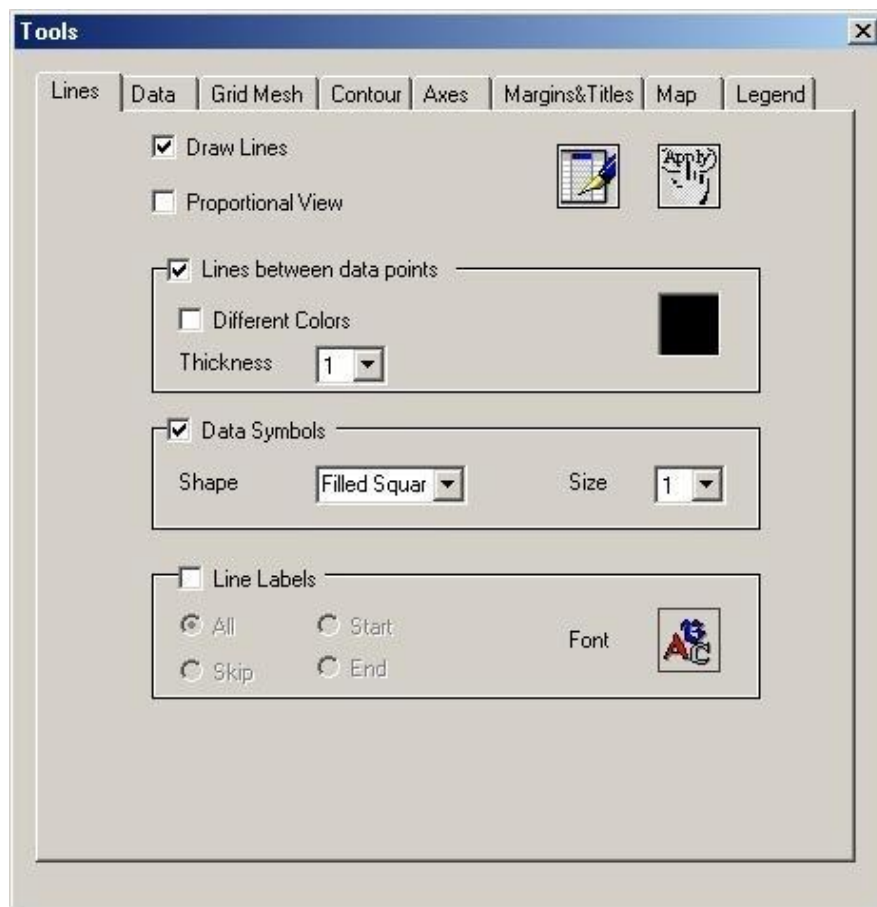 Tools
Lines Data Grid Mesh Contour Axes Margins&Titles Map Legend
Draw Lines
Apply
Proportional View
Lines between data points
Different Colors
Thickness 1
Data Symbols
Shape Filled Squar Size 1
Line Labels
All Start
Font
Skip End